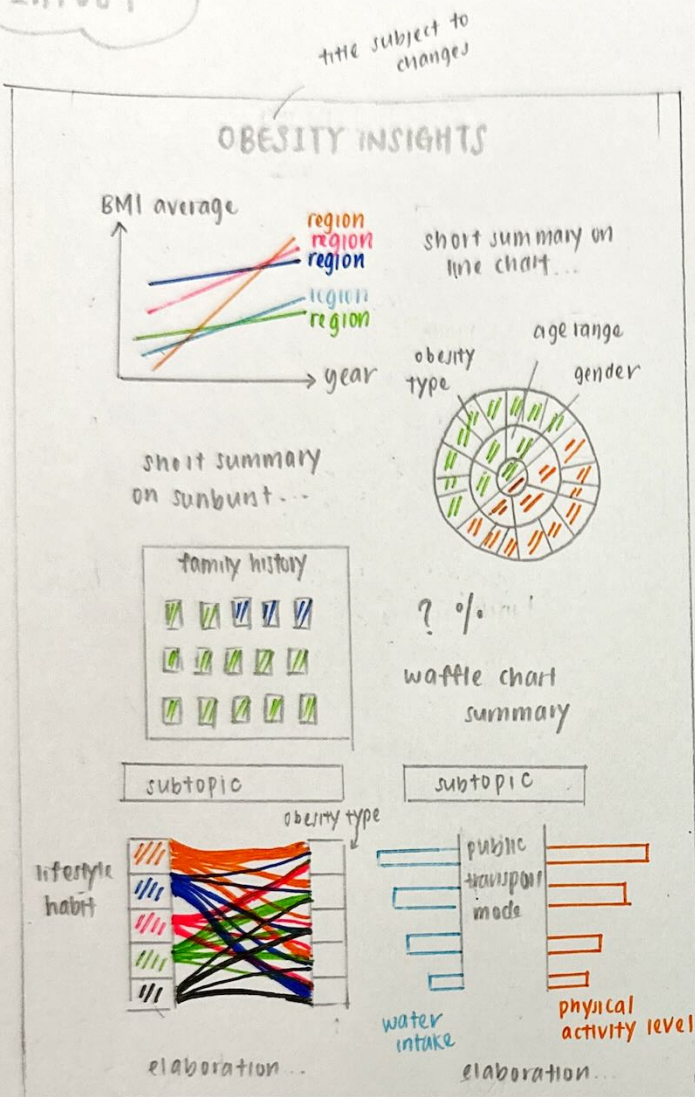 title subject to
changes
OBESITY INSIGHTS
BMI average
region
region
region
region
region
year
short summary on
line chart...
age range
obesity
type
gender
short summary
on sunburst...
family history
? %
waffle chart
summary
subtopic
subtopic
obesity type
lifestyle
habit
public
transport
mode
water
intake
physical
activity level
elaboration...
elaboration...